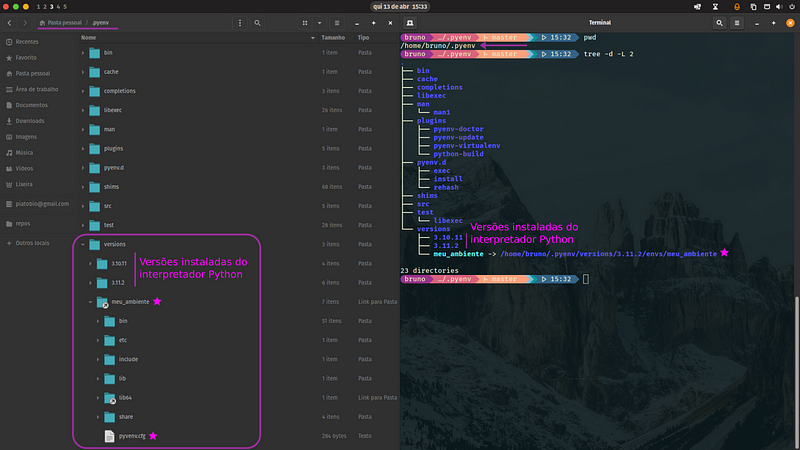 1 2 3 4 5
qui 13 de abr 15:33
Pasta pessoal / .pyenv
Terminal
Recentes
Favorito
Pasta pessoal
Área de trabalho
Documentos
Downloads
Imagens
Música
Vídeos
Lixeira
piatobio@gmail.com
repos
+ Outros locais
Nome Tamanho Tipo
bin 1 item Pasta
cache 1 item Pasta
completions 3 itens Pasta
libexec 26 itens Pasta
man 1 item Pasta
plugins 5 itens Pasta
pyenv.d 3 itens Pasta
shims 68 itens Pasta
src 5 itens Pasta
test 28 itens Pasta
versions 3 itens Pasta
3.10.11 4 itens Pasta
3.11.2 6 itens Pasta
Versões instaladas do
interpretador Python
meu_ambiente 7 itens Link para Pasta
bin 51 itens Pasta
etc 1 item Pasta
include 1 item Pasta
lib 1 item Pasta
lib64 1 item Link para Pasta
share 4 itens Pasta
pyvenv.cfg 284 bytes Texto
bruno …/.pyenv master 15:32 pwd
/home/bruno/.pyenv
bruno …/.pyenv master 15:32 tree -d -L 2
.
├── bin
├── cache
├── completions
├── libexec
├── man
│   └── man1
├── plugins
│   ├── pyenv-doctor
│   ├── pyenv-update
│   ├── pyenv-virtualenv
│   └── python-build
├── pyenv.d
│   ├── exec
│   ├── install
│   └── rehash
├── shims
├── src
├── test
│   └── libexec
└── versions
├── 3.10.11
├── 3.11.2
Versões instaladas do
interpretador Python
└── meu_ambiente -> /home/bruno/.pyenv/versions/3.11.2/envs/meu_ambiente
23 directories
bruno …/.pyenv master 15:32